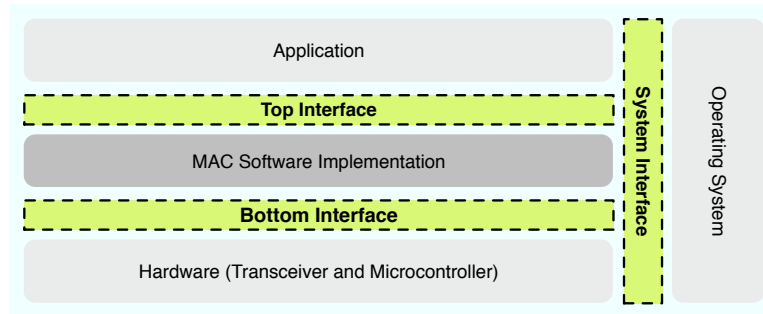 Application
Top Interface
MAC Software Implementation
Bottom Interface
Hardware (Transceiver and Microcontroller)
System Interface
Operating System